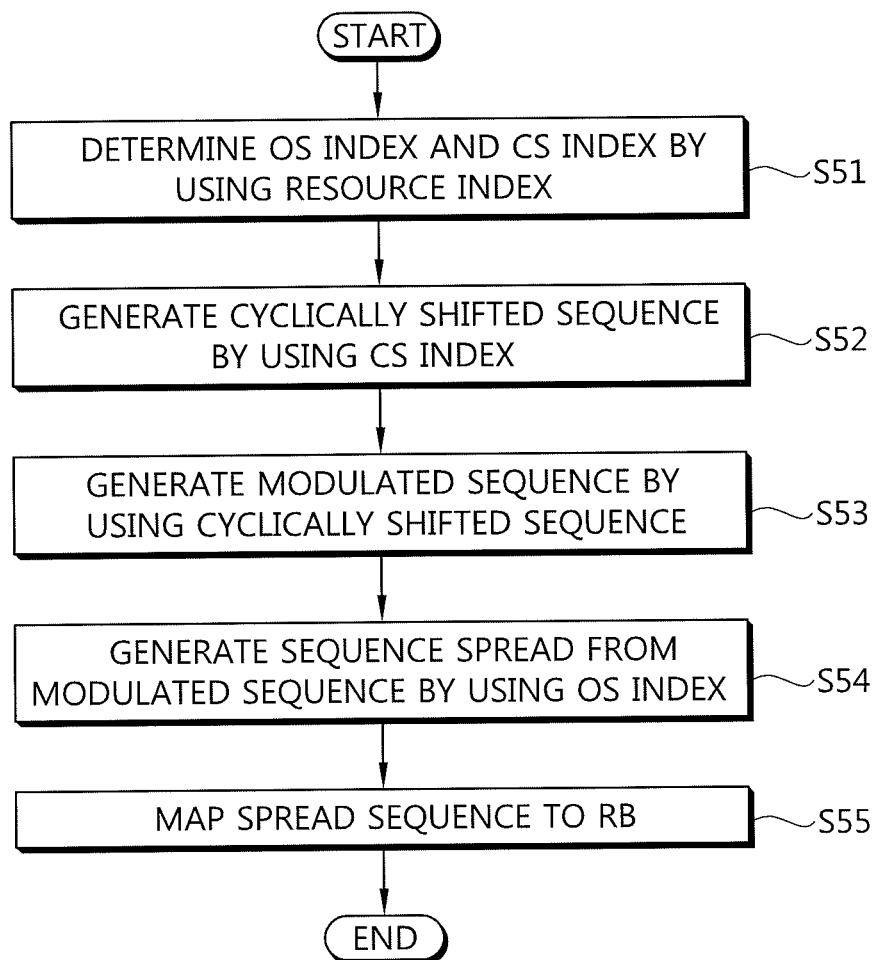 START
DETERMINE OS INDEX AND CS INDEX BY
USING RESOURCE INDEX
S51
GENERATE CYCLICALLY SHIFTED SEQUENCE
BY USING CS INDEX
S52
GENERATE MODULATED SEQUENCE BY
USING CYCLICALLY SHIFTED SEQUENCE
S53
GENERATE SEQUENCE SPREAD FROM
MODULATED SEQUENCE BY USING OS INDEX
S54
MAP SPREAD SEQUENCE TO RB
S55
END